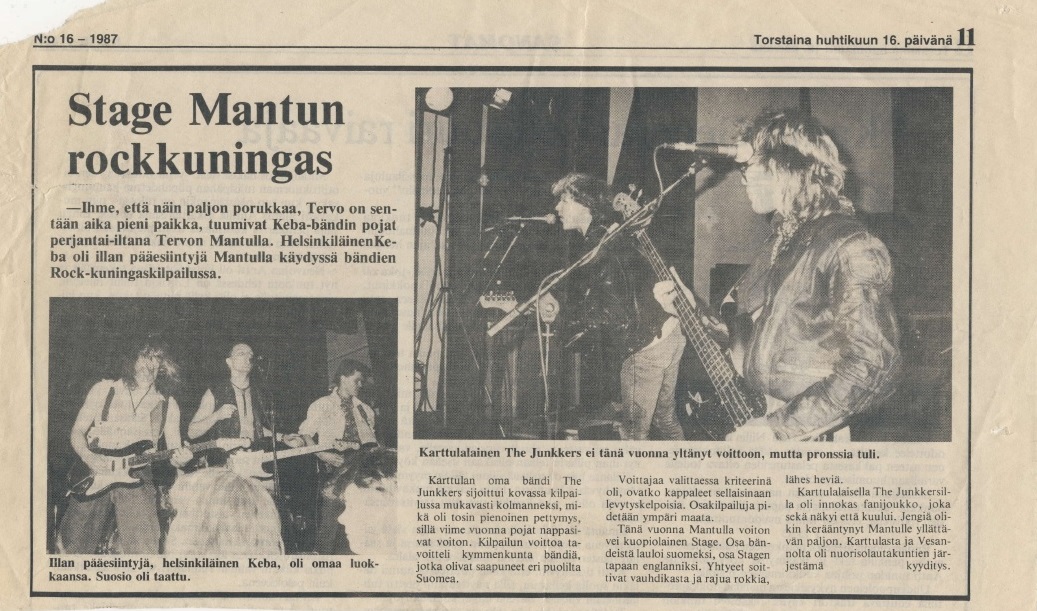 N:o 16 – 1987
Torstaina huhtikuun 16. päivänä 11
Stage Mantun
rockkuningas
—Ihme, että näin paljon porukkaa, Tervo on sen-
tään aika pieni paikka, tuumivat Keba-bändin pojat
perjantai-iltana Tervon Mantulla. HelsinkiläinenKe-
ba oli illan pääesiintyjä Mantulla käydyssä bändien
Rock-kuningaskilpailussa.
Illan pääesiintyjä, helsinkiläinen Keba, oli omaa luok-
kaansa. Suosio oli taattu.
Karttulalainen The Junkkers ei tänä vuonna yltänyt voittoon, mutta pronssia tuli.
Karttulan oma bändi The
Junkkers sijoittui kovassa kilpai-
lussa mukavasti kolmanneksi, mi-
kä oli tosin pienoinen pettymys,
sillä viime vuonna pojat nappasi-
vat voiton. Kilpailun voittoa ta-
voitteli kymmenkunta bändiä,
jotka olivat saapuneet eri puolilta
Suomea.
Voittajaa valittaessa kriteerinä
oli, ovatko kappaleet sellaisinaan
levytyskelpoisia. Osakilpailuja pi-
detään ympäri maata.
Tänä vuonna Mantulla voiton
vei kuopiolainen Stage. Osa bän-
deistä lauloi suomeksi, osa Stagen
tapaan englanniksi. Yhtyeet soit-
tivat vauhdikasta ja rajua rokkia,
lähes heviä.
Karttulalaisella The Junkkersil-
la oli innokas fanijoukko, joka
sekä näkyi että kuului. Jengiä oli-
kin kerääntynyt Mantulle yllättä-
vän paljon. Karttulasta ja Vesan-
nolta oli nuorisolautakuntien jär-
jestämä kyyditys.